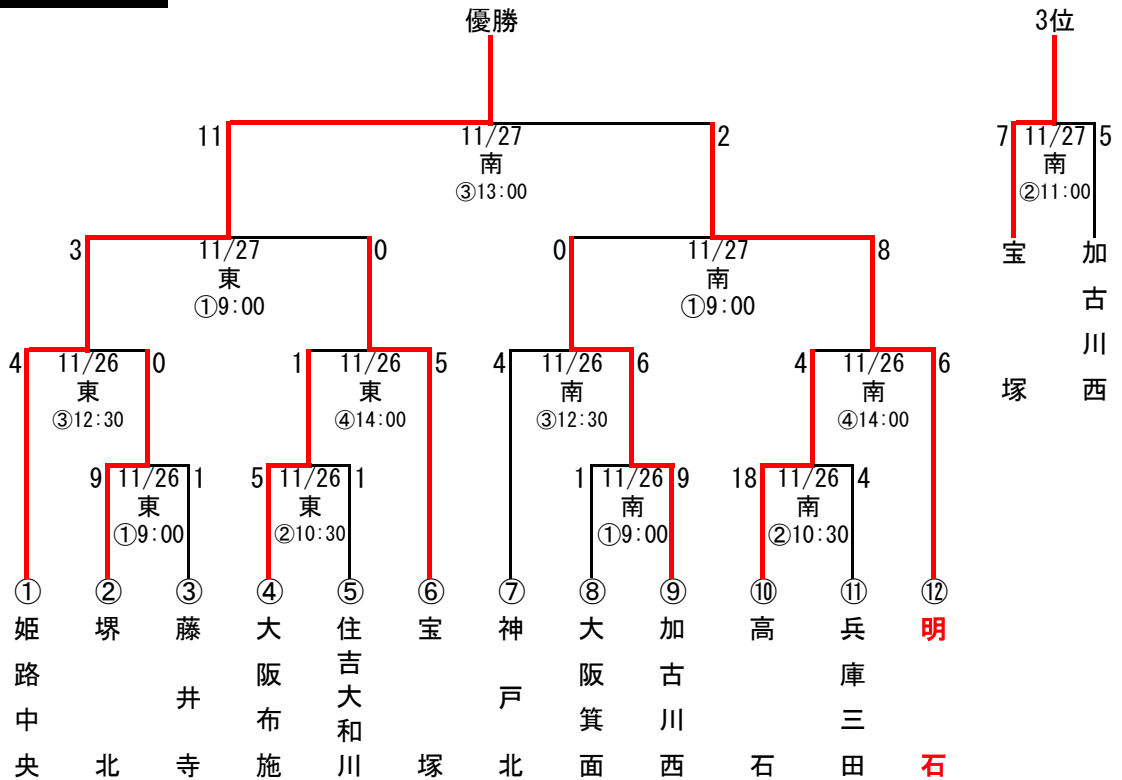 優勝 3位
11 11/27 2 7 11/27 5
南 南
③13:00 ②11:00
3 11/27 0 0 11/27 8
東 南
①9:00 ①9:00
宝塚 加古川西
4 11/26 0 1 11/26 5 4 11/26 6 4 11/26 6
東 東 南 南
③12:30 ④14:00 ③12:30 ④14:00
9 11/26 1 5 11/26 1 1 11/26 9 18 11/26 4
東 東 南 南
①9:00 ②10:30 ①9:00 ②10:30
① ② ③ ④ ⑤ ⑥ ⑦ ⑧ ⑨ ⑩ ⑪ ⑫
姫路中央
堺北
藤井寺
大阪布施
住吉大和川
宝塚
神戸北
大阪箕面
加古川西
高石
兵庫三田
明石